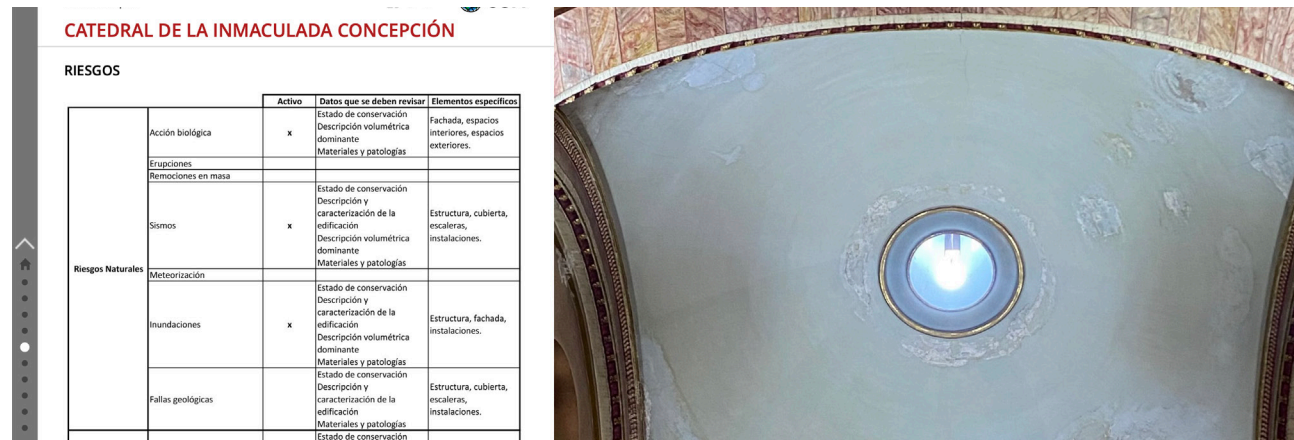 CATEDRAL DE LA INMACULADA CONCEPCIÓN
RIESGOS
Activo Datos que se deben revisar Elementos específicos
Riesgos Naturales
Acción biológica
x
Estado de conservación
Descripción volumétrica
dominante
Materiales y patologías
Fachada, espacios
interiores, espacios
exteriores.
Erupciones
Remociones en masa
Sismos
x
Estado de conservación
Descripción y
caracterización de la
edificación
Descripción volumétrica
dominante
Materiales y patologías
Estructura, cubierta,
escaleras,
instalaciones.
Meteorización
Inundaciones
x
Estado de conservación
Descripción y
caracterización de la
edificación
Descripción volumétrica
dominante
Materiales y patologías
Estructura, fachada,
instalaciones.
Fallas geológicas
Estado de conservación
Descripción y
caracterización de la
edificación
Materiales y patologías
Estructura, cubierta,
escaleras,
instalaciones.
Estado de conservación